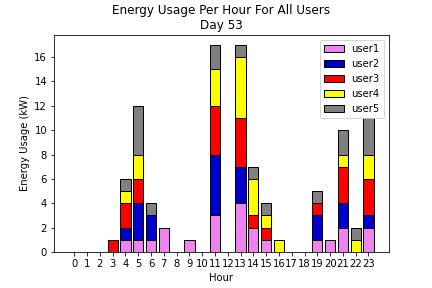 Energy Usage Per Hour For All Users
Day 53
Energy Usage (kW)
16
14
12
10
8
6
4
2
0
user1
user2
user3
user4
user5
0 1 2 3 4 5 6 7 8 9 10 11 12 13 14 15 16 17 18 19 20 21 22 23
Hour